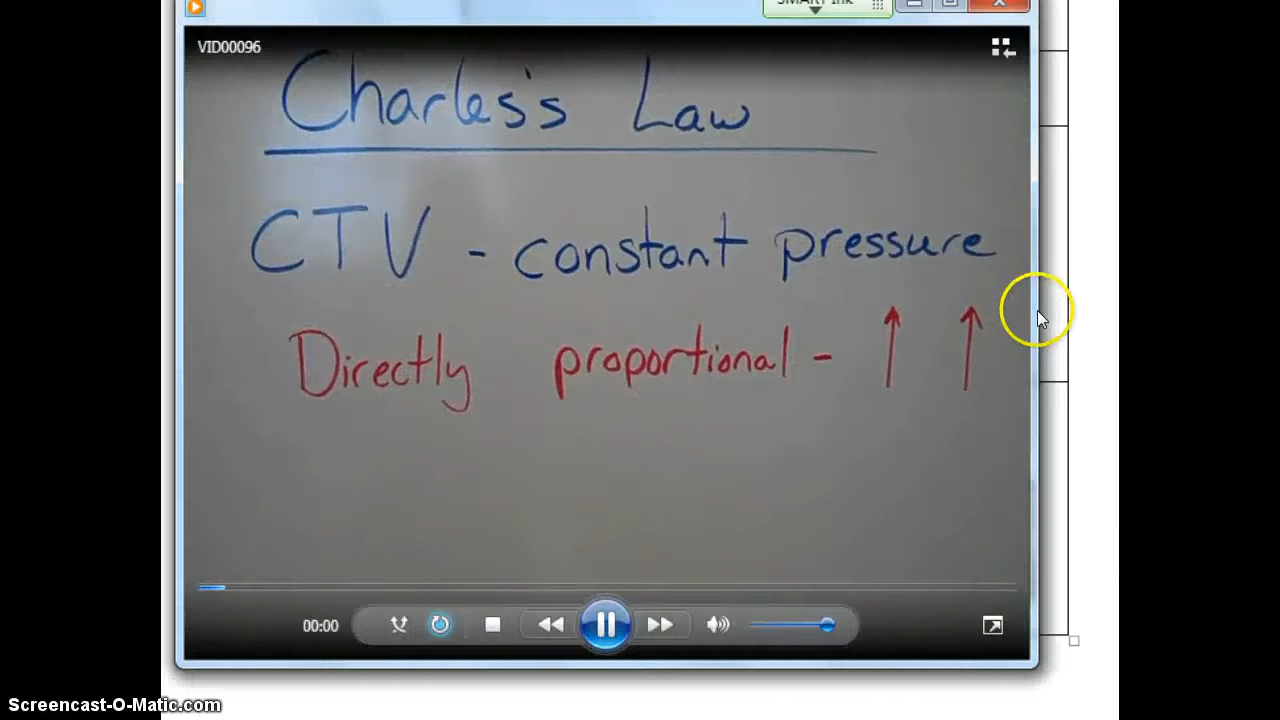 VID00096
Charles's Law
CTV - constant pressure
Directly proportional - ↑ ↑
00:00
Screencast-O-Matic.com